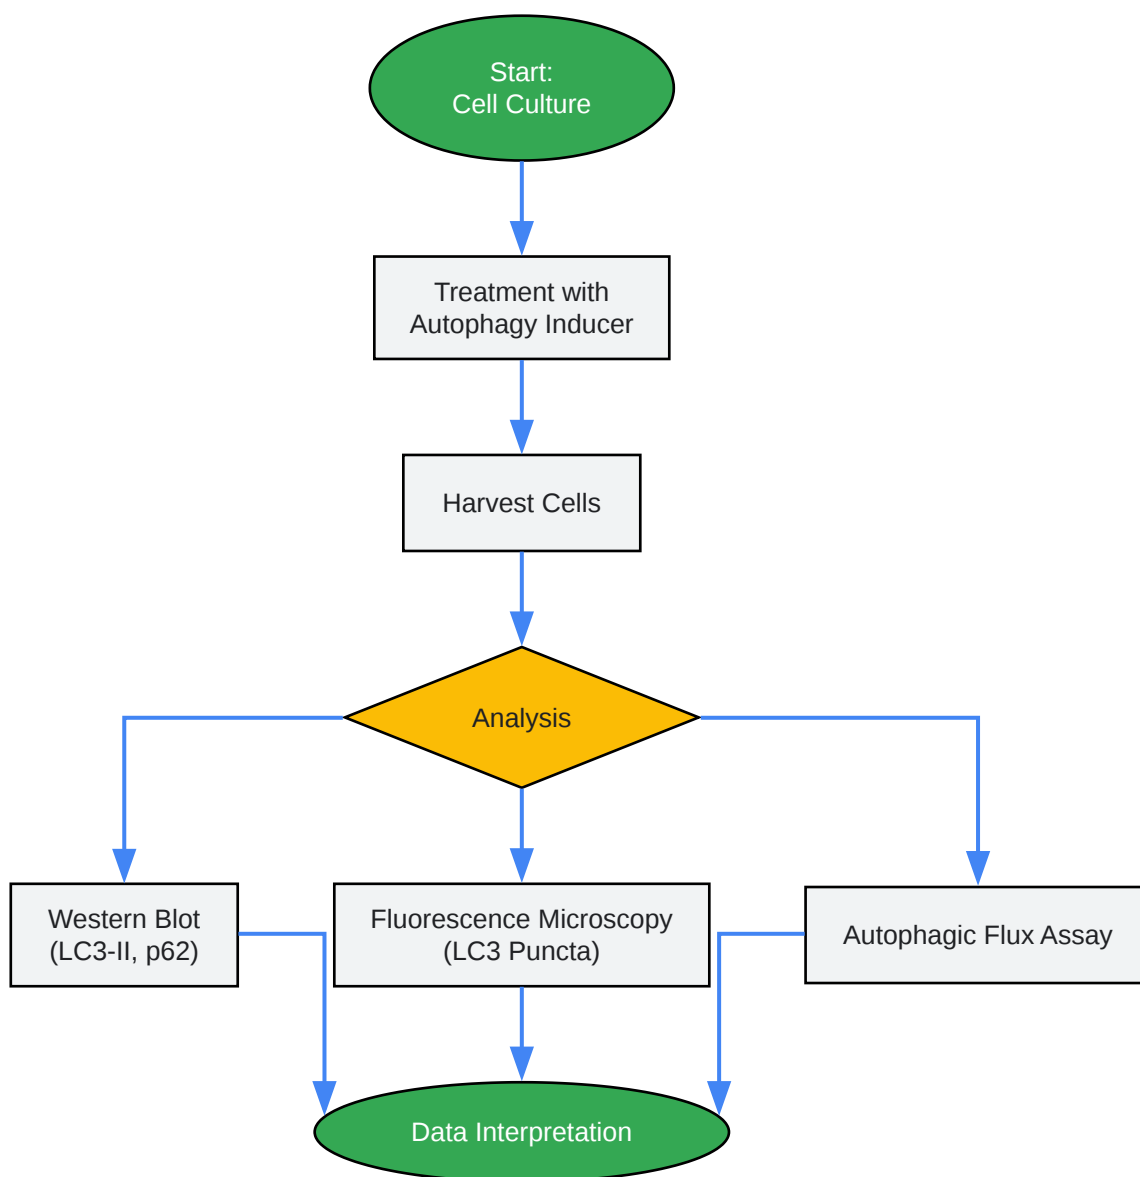 Start:
Cell Culture
Treatment with
Autophagy Inducer
Harvest Cells
Analysis
Western Blot
(LC3-II, p62)
Fluorescence Microscopy
(LC3 Puncta)
Autophagic Flux Assay
Data Interpretation